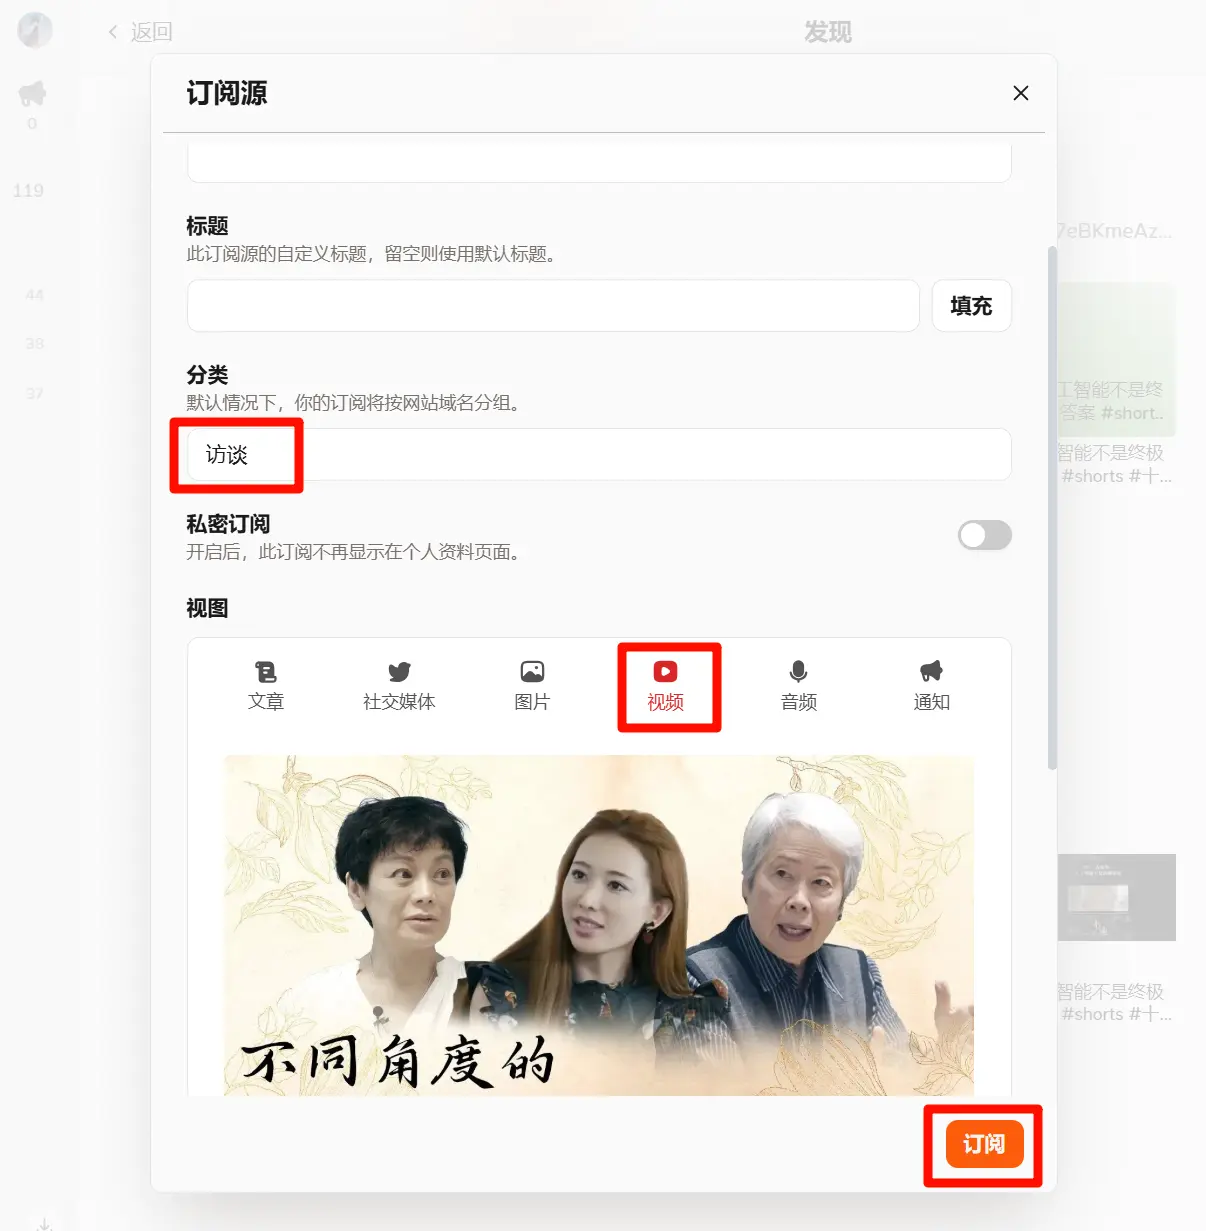 返回
发现
订阅源
0
119
标题
此订阅源的自定义标题，留空则使用默认标题。
7eBKmeAz...
填充
44
38
分类
37
默认情况下，你的订阅将按网站域名分组。
工智能不是终
答案 #short..
访谈
智能不是终极
#shorts #十...
私密订阅
开启后，此订阅不再显示在个人资料页面。
视图
文章
社交媒体
图片
视频
音频
通知
不同角度的
智能不是终极
#shorts #十...
订阅